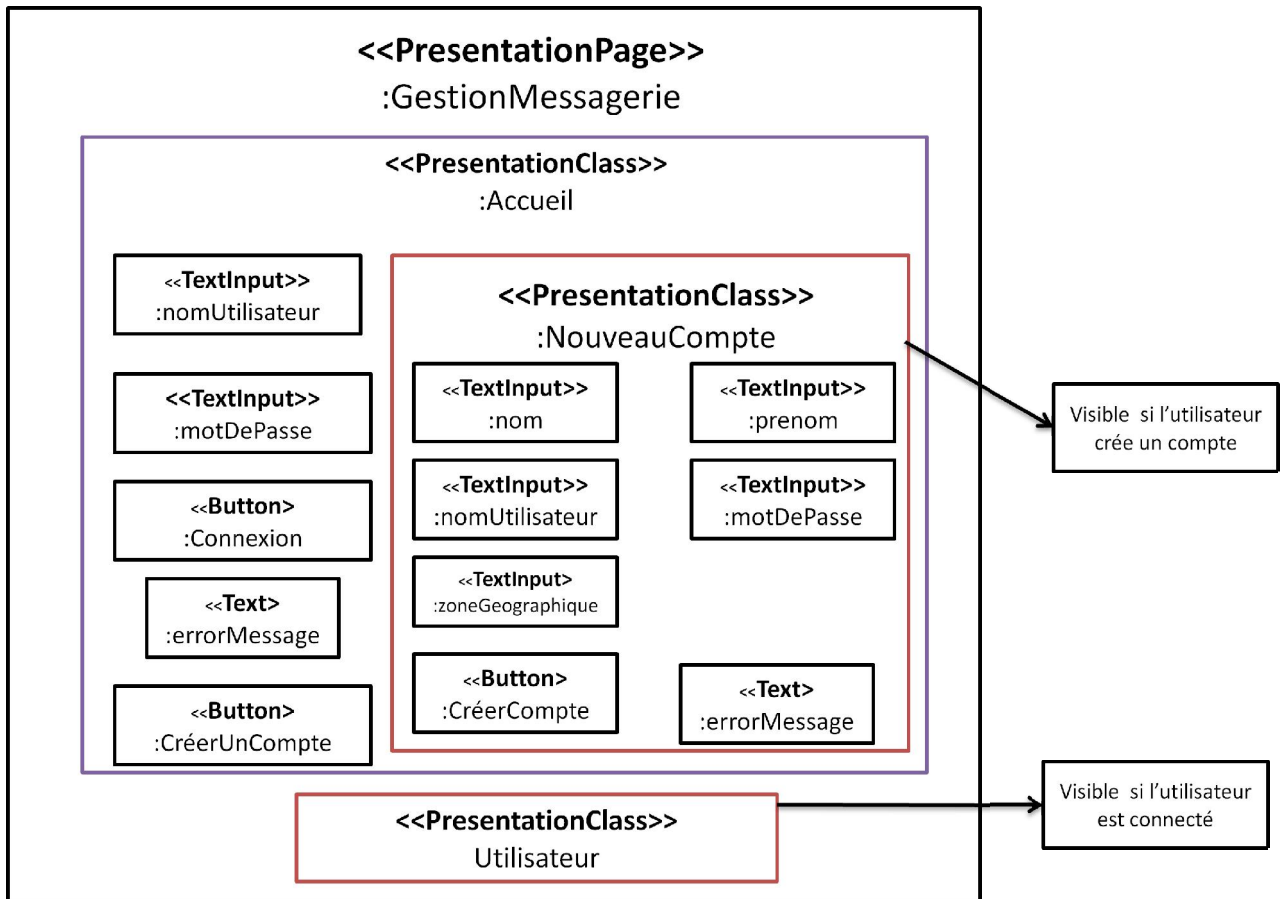 <<PresentationPage>>
:GestionMessagerie
<<PresentationClass>>
:Accueil
<<TextInput>>
:nomUtilisateur
<<TextInput>>
:motDePasse
<<Button>
:Connexion
<<Text>
:errorMessage
<<Button>
:CréerUnCompte
<<PresentationClass>>
:NouveauCompte
<<TextInput>>
:nom
<<TextInput>>
:prenom
<<TextInput>>
:nomUtilisateur
<<TextInput>>
:motDePasse
<<TextInput>
:zoneGeographique
<<Button>
:CréerCompte
<<Text>
:errorMessage
Visible si l’utilisateur
crée un compte
<<PresentationClass>>
Utilisateur
Visible si l’utilisateur
est connecté